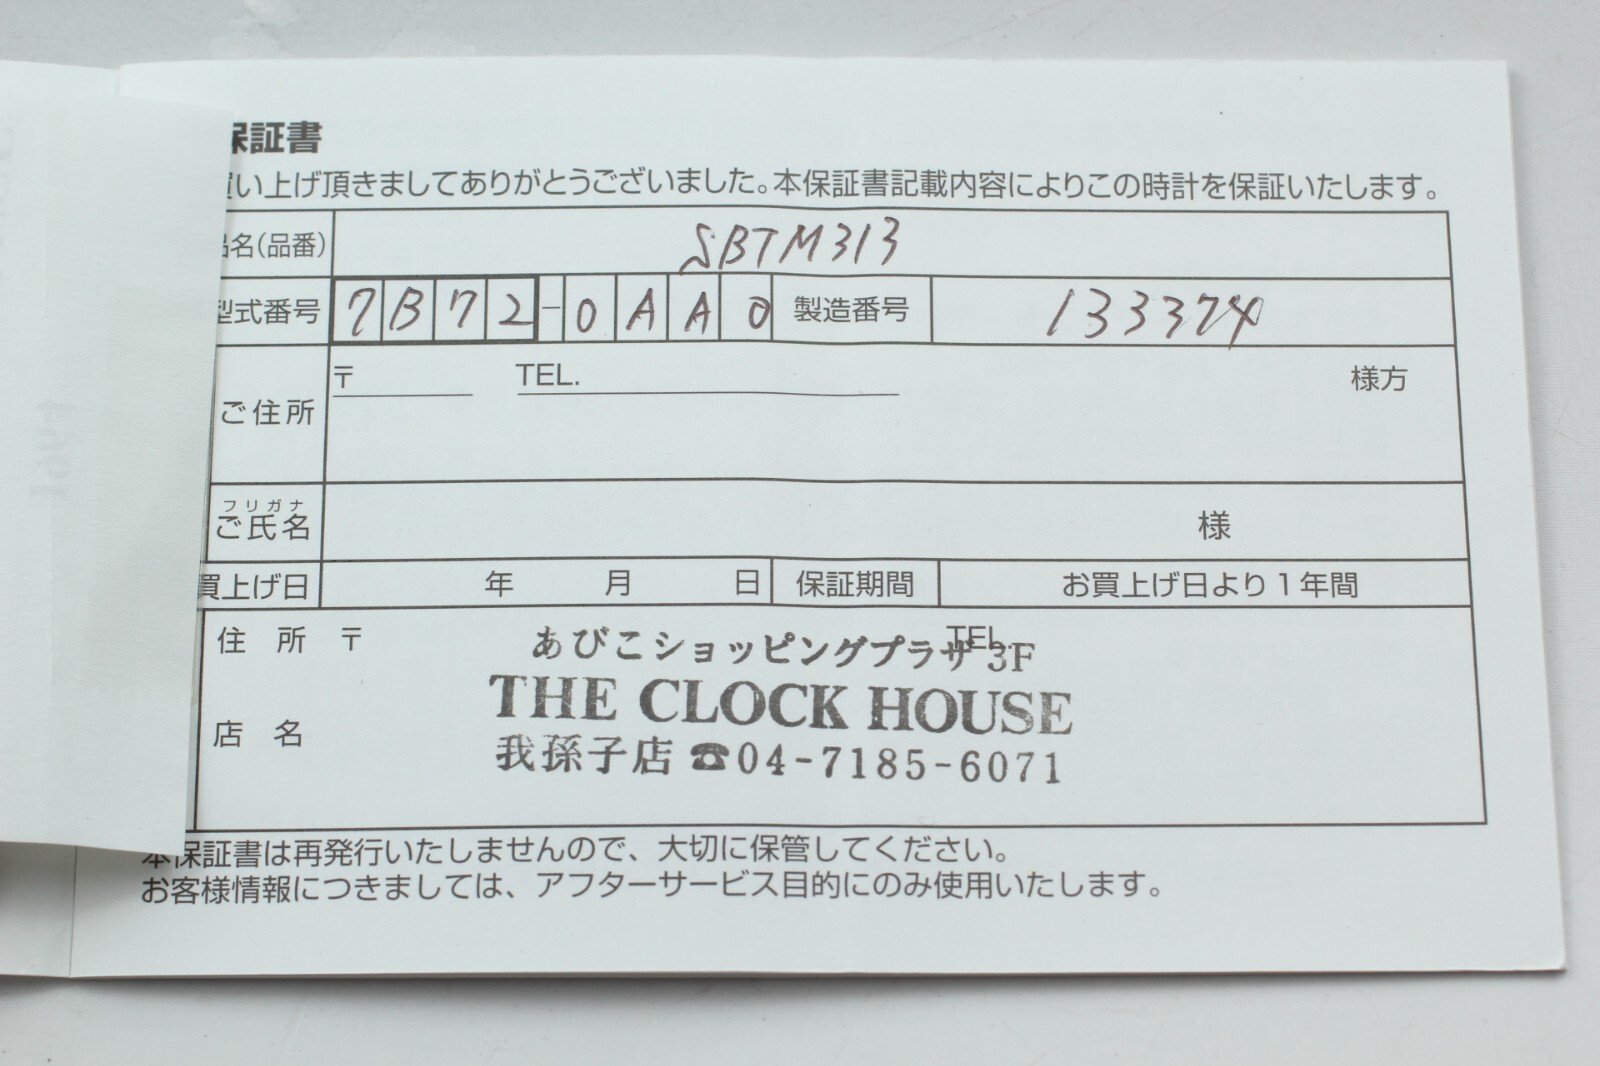 保証書
買い上げ頂きましてありがとうございました。本保証書記載内容によりこの時計を保証いたします。
品名(品番) SBTM313
型式番号 7B72-0AA0 製造番号 133374
ご住所 〒 TEL. 様方
フリガナ
ご氏名 様
買上げ日 年 月 日 保証期間 お買上げ日より1年間
住所 〒 TEL.
あびこショッピングプラザ3F
THE CLOCK HOUSE
店名
我孫子店 ☎04-7185-6071
本保証書は再発行いたしませんので、大切に保管してください。
お客様情報につきましては、アフターサービス目的にのみ使用いたします。